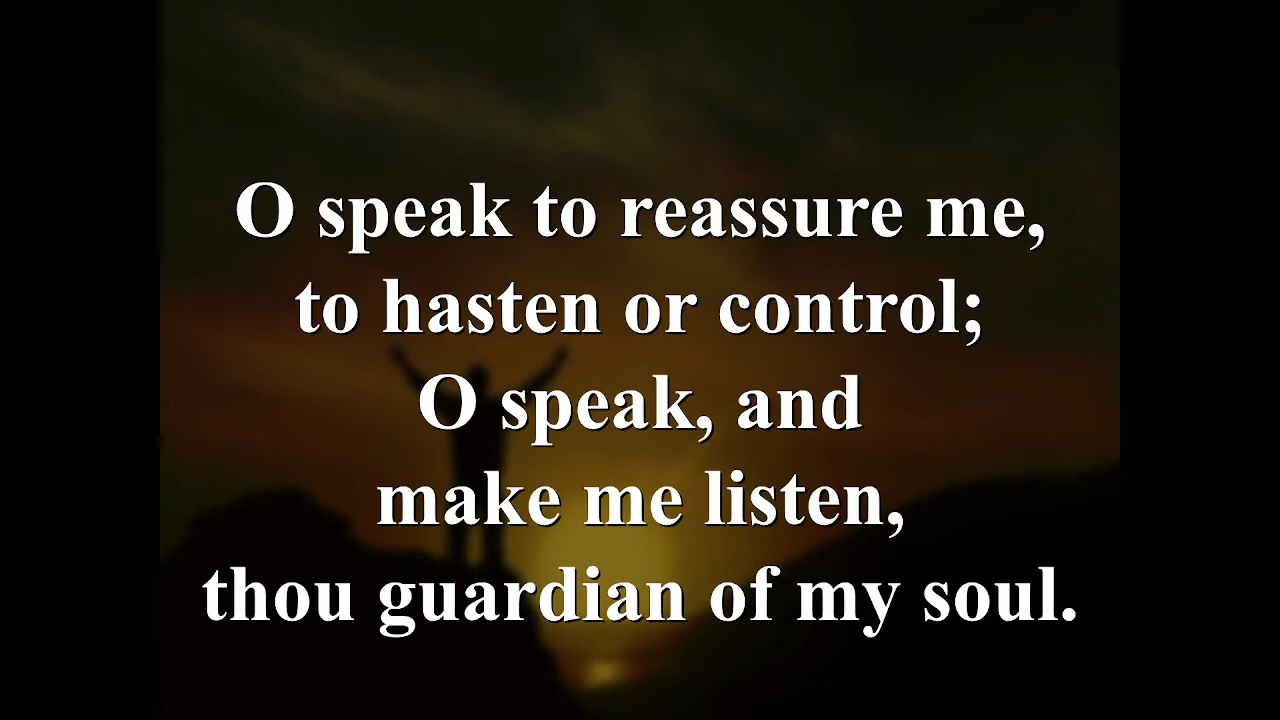 O speak to reassure me,
to hasten or control;
O speak, and
make me listen,
thou guardian of my soul.